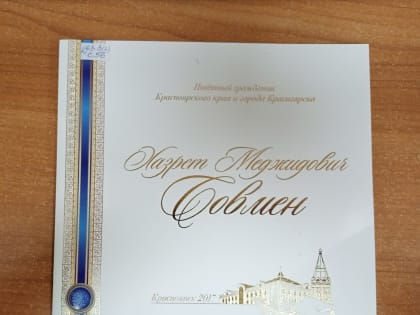 Почётный гражданин
Красноярского края и города Красноярска
Хазрет Меджидович
Совмен
Красноярск 2017